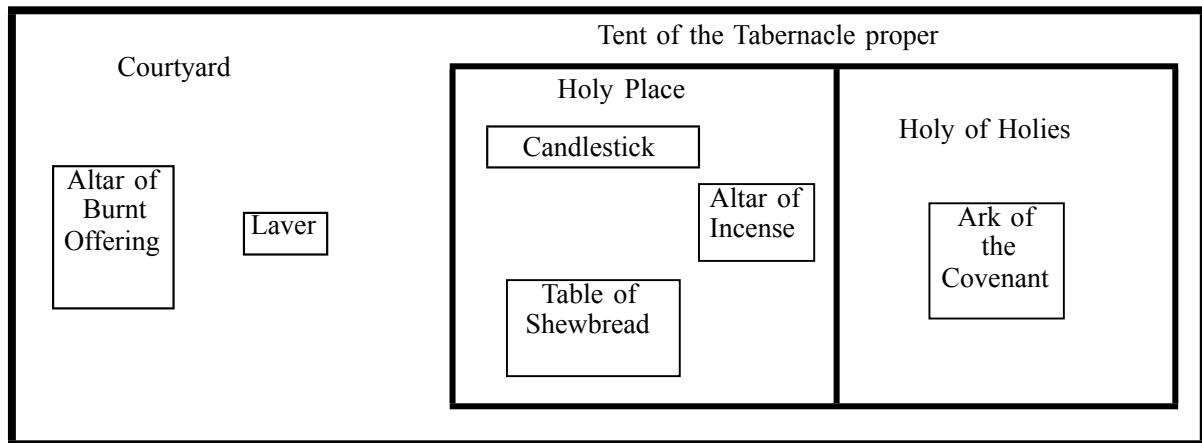 Tent of the Tabernacle proper
Courtyard
Holy Place
Candlestick
Holy of Holies
Altar of
Burnt
Offering
Laver
Altar of
Incense
Ark of
the
Covenant
Table of
Shewbread